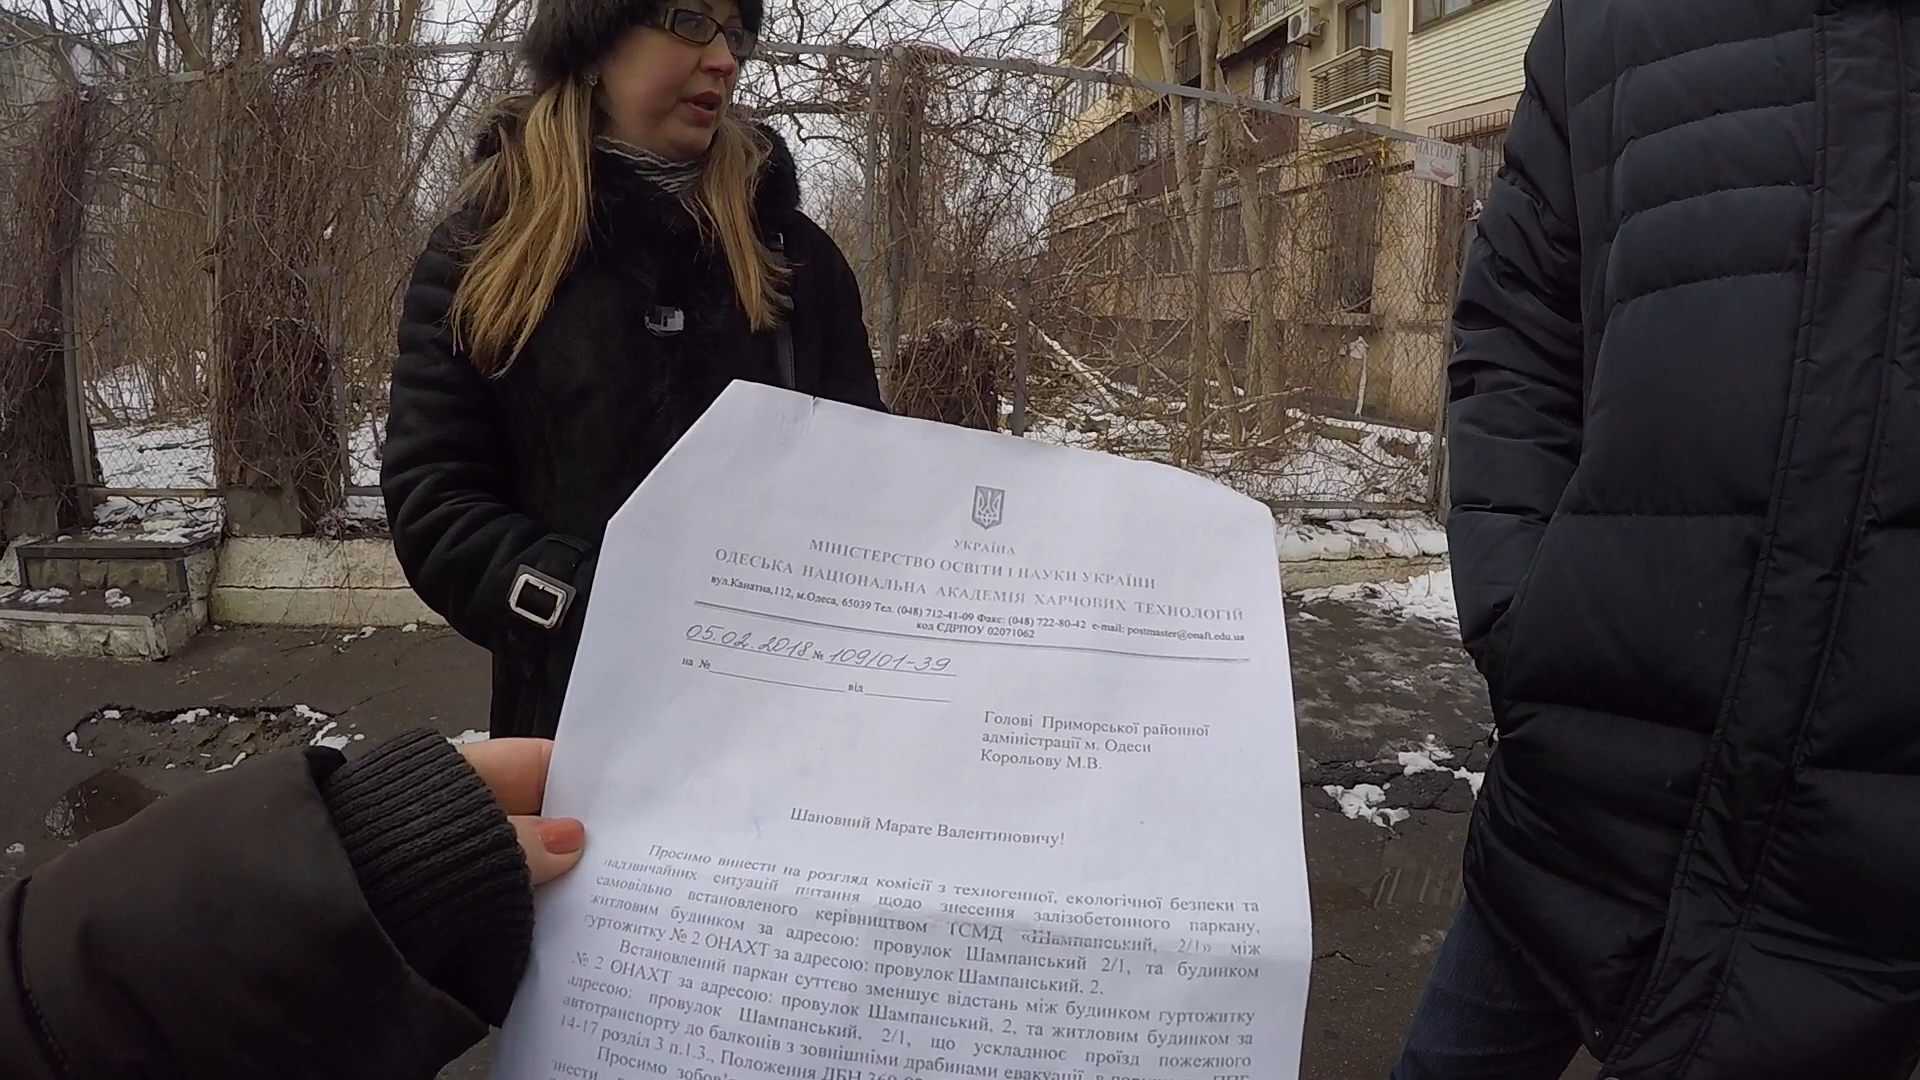 TATTOO
УКРАЇНА
МІНІСТЕРСТВО ОСВІТИ І НАУКИ УКРАЇНИ
ОДЕСЬКА НАЦІОНАЛЬНА АКАДЕМІЯ ХАРЧОВИХ ТЕХНОЛОГІЙ
вул.Канатна,112, м.Одеса, 65039 Тел. (048) 712-41-09 Факс: (048) 722-80-42 e-mail: postmaster@onaft.edu.ua
код ЄДРПОУ 02071062
05.02.2018 № 109/01-39
на № від
Голові Приморської районної
адміністрації м. Одеси
Корольову М.В.
Шановний Марате Валентиновичу!
Просимо винести на розгляд комісії з техногенної, екологічної безпеки та
надзвичайних ситуацій питання щодо знесення залізобетонного паркану,
самовільно встановленого керівництвом ТСМД «Шампанський, 2/1» між
житловим будинком за адресою: провулок Шампанський 2/1, та будинком
гуртожитку № 2 ОНАХТ за адресою: провулок Шампанський, 2.
Встановлений паркан суттєво зменшує відстань між будинком гуртожитку
№ 2 ОНАХТ за адресою: провулок Шампанський, 2, та житловим будинком за
адресою: провулок Шампанський, 2/1, що ускладнює проїзд пожежного
автотранспорту до балконів з зовнішніми драбинами евакуації, в
14-17 розділ 3 п.1.3., Положення ДБН
Просимо
знести